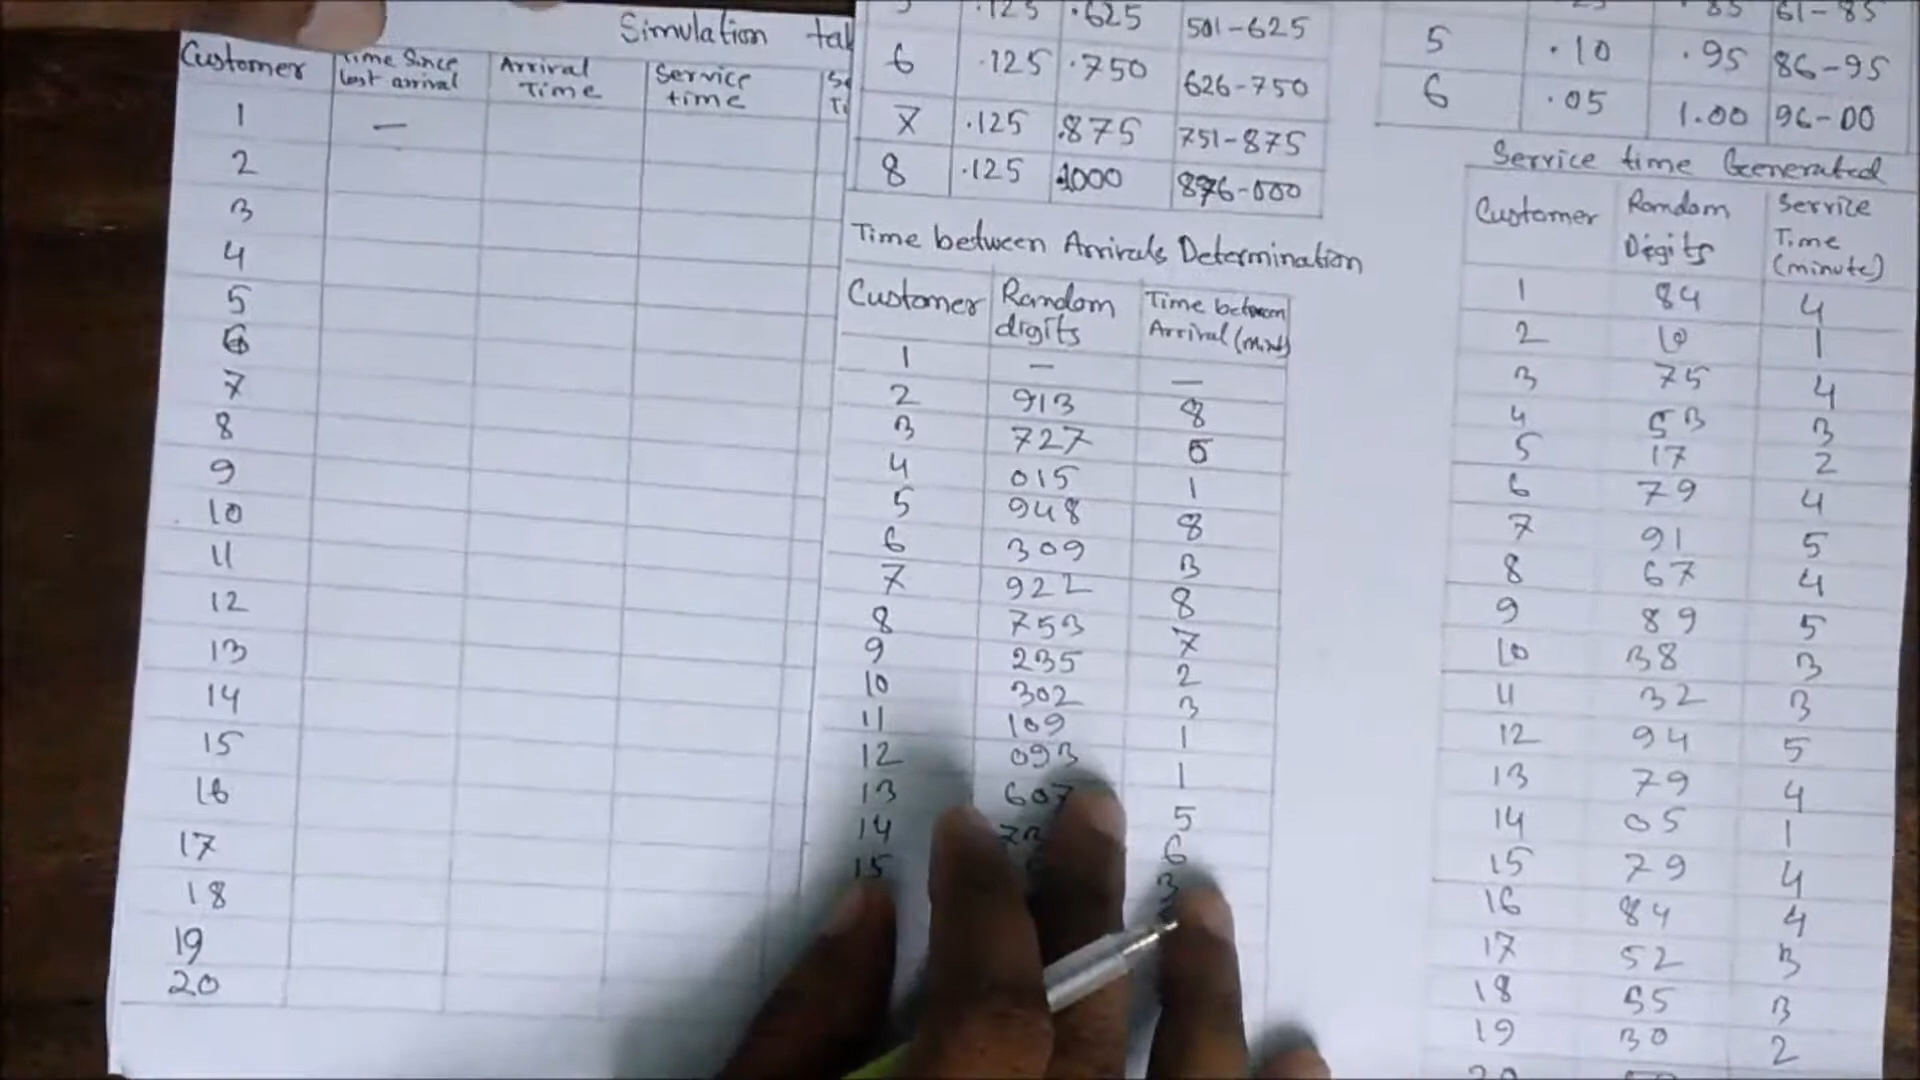 Simulation
Customer Time Since last arrival Arrival Time Service time
1 —
2
3
4
5
6
7
8
9
10
11
12
13
14
15
16
17
18
19
20
.125 .625 501-625
6 .125 .750 626-750
7 .125 .875 751-875
8 .125 1000 876-000
Time between Arrivals Determination
Customer Random digits Time between Arrival
1 — —
2 913 8
3 727 6
4 015 1
5 948 8
6 309 3
7 922 8
8 753 7
9 235 2
10 302 3
11 109 1
12 093 1
13 607 5
14 6
15 3
61-85
5 .10 .95 86-95
6 .05 1.00 96-00
Service time Generated
Customer Random Digits Service Time (minute)
1 84 4
2 10 1
3 75 4
4 53 3
5 17 2
6 79 4
7 91 5
8 67 4
9 89 5
10 38 3
11 32 3
12 94 5
13 79 4
14 05 1
15 79 4
16 84 4
17 52 3
18 55 3
19 30 2